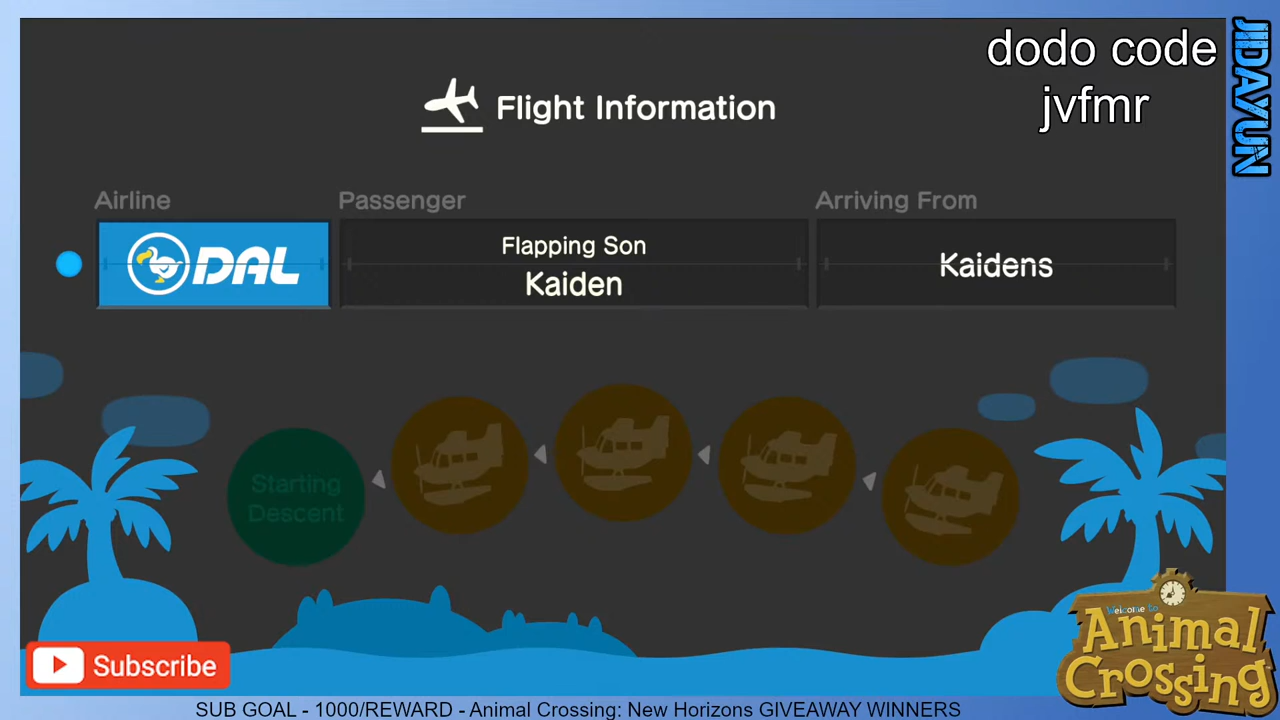 dodo code
jvfmr
JIDAVUN
Flight Information
Airline
Passenger
Arriving From
DAL
Flapping Son
Kaiden
Kaidens
Starting
Descent
Subscribe
Welcome to
Animal
Crossing
SUB GOAL - 1000/REWARD - Animal Crossing: New Horizons GIVEAWAY WINNERS